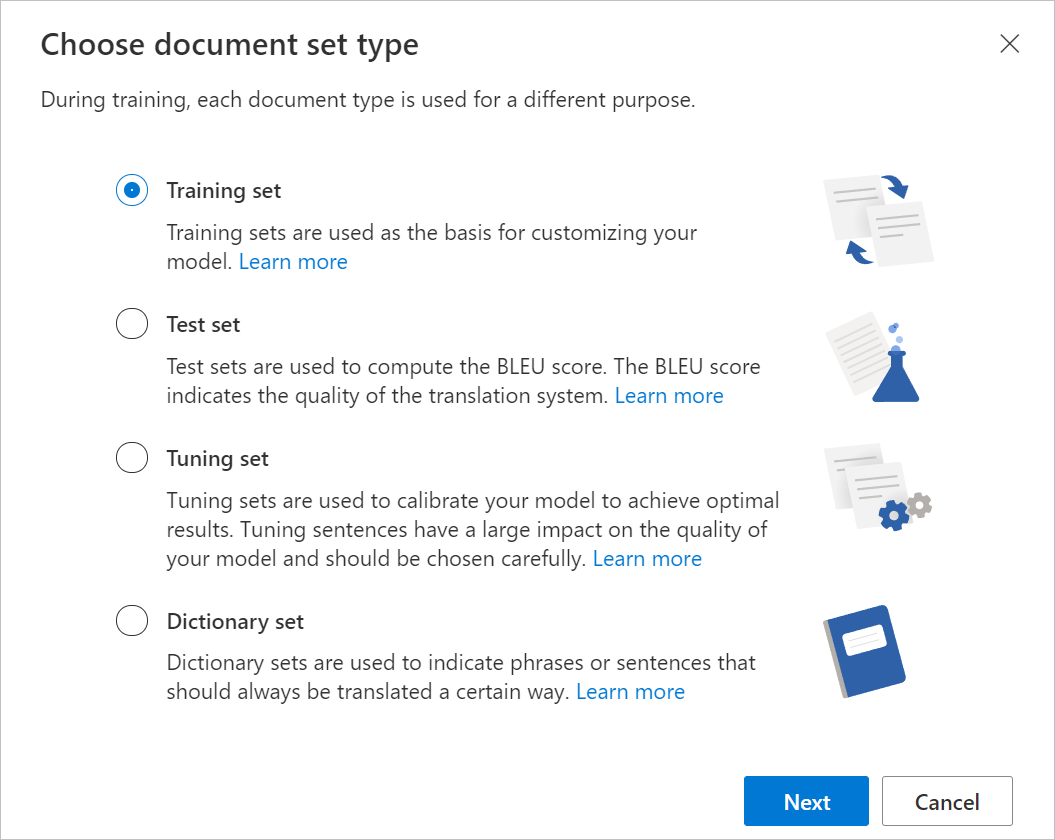 Choose document set type
During training, each document type is used for a different purpose.
Training set
Training sets are used as the basis for customizing your
model. Learn more
Test set
Test sets are used to compute the BLEU score. The BLEU score
indicates the quality of the translation system. Learn more
Tuning set
Tuning sets are used to calibrate your model to achieve optimal
results. Tuning sentences have a large impact on the quality of
your model and should be chosen carefully. Learn more
Dictionary set
Dictionary sets are used to indicate phrases or sentences that
should always be translated a certain way. Learn more
Next
Cancel